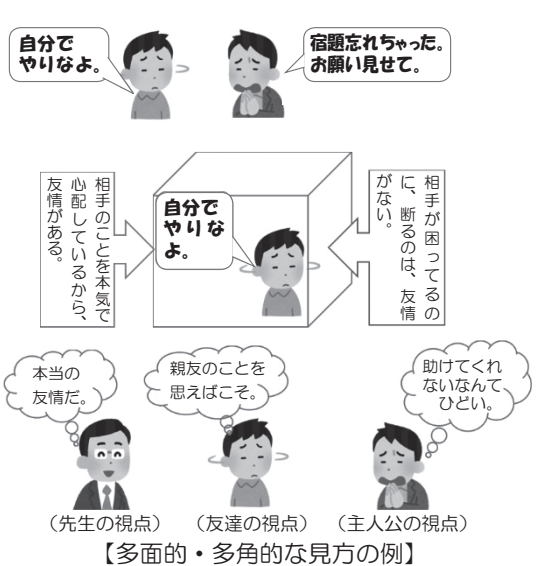 自分で
やりなよ。
宿題忘れちゃった。
お願い見せて。
相手のことを本気で
心配しているから、
友情がある。
自分で
やりな
よ。
相手が困ってるの
に、断るのは、友情
がない。
本当の
友情だ。
親友のことを
思えばこそ。
助けてくれ
ないなんて
ひどい。
（先生の視点）
（友達の視点）
（主人公の視点）
【多面的・多角的な見方の例】